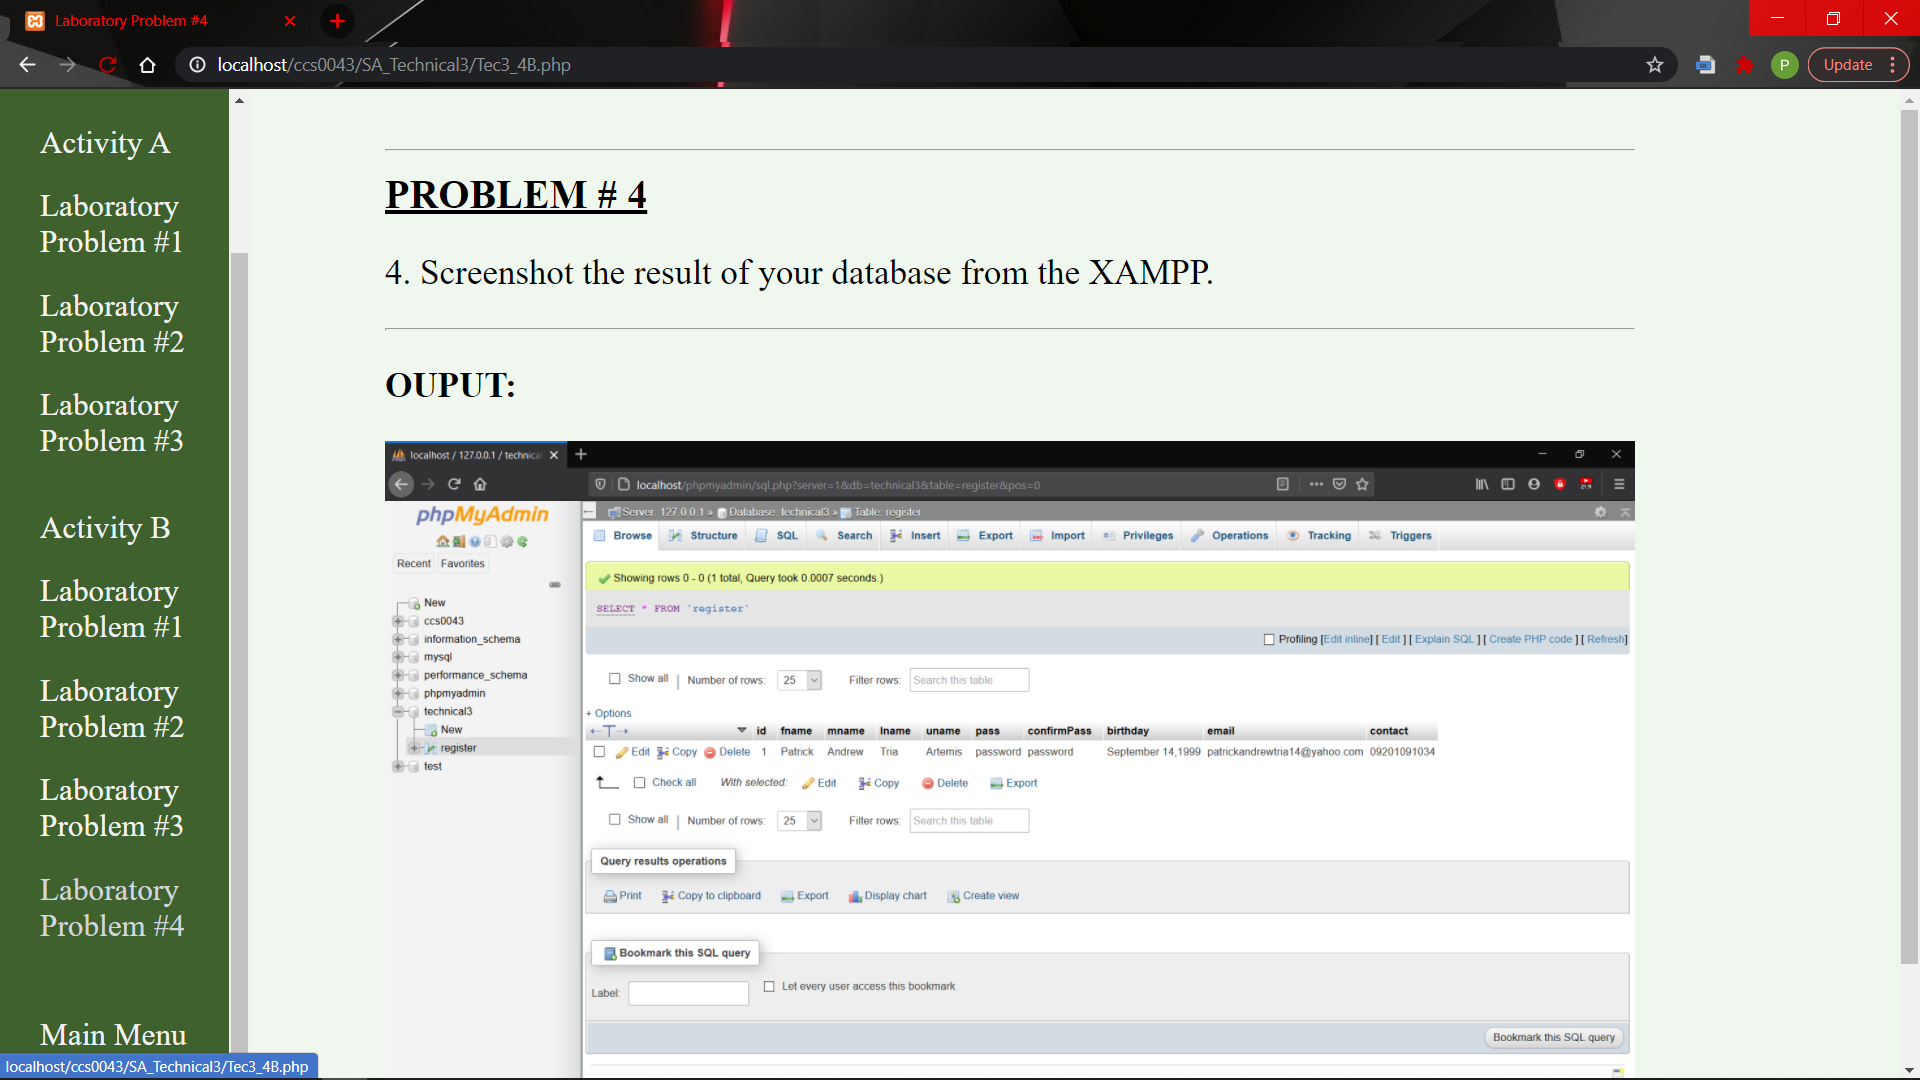 Laboratory Problem #4
localhost/ccs0043/SA_Technical3/Tec3_4B.php
P
Update
Activity A
Laboratory
Problem #1
Laboratory
Problem #2
Laboratory
Problem #3
Activity B
Laboratory
Problem #1
Laboratory
Problem #2
Laboratory
Problem #3
Laboratory
Problem #4
Main Menu
localhost/ccs0043/SA_Technical3/Tec3_4B.php
PROBLEM # 4
4. Screenshot the result of your database from the XAMPP.
OUPUT:
localhost / 127.0.0.1 / technical
localhost/phpmyadmin/sql.php?server=1&db=technical3&table=register&pos=0
phpMyAdmin
Recent Favorites
New
ccs0043
information_schema
mysql
performance_schema
phpmyadmin
technical3
New
register
test
Server: 127.0.0.1 » Database: technical3 » Table: register
Browse Structure SQL Search Insert Export Import Privileges Operations Tracking Triggers
Showing rows 0 - 0 (1 total, Query took 0.0007 seconds.)
SELECT * FROM `register`
Profiling [Edit inline] [ Edit ] [ Explain SQL ] [ Create PHP code ] [ Refresh]
Show all | Number of rows: 25 Filter rows: Search this table
+ Options
←T→ id fname mname lname uname pass confirmPass birthday email contact
Edit Copy Delete 1 Patrick Andrew Tria Artemis password password September 14,1999 patrickandrewtria14@yahoo.com 09201091034
Check all With selected: Edit Copy Delete Export
Show all | Number of rows: 25 Filter rows: Search this table
Query results operations
Print Copy to clipboard Export Display chart Create view
Bookmark this SQL query
Label: Let every user access this bookmark
Bookmark this SQL query